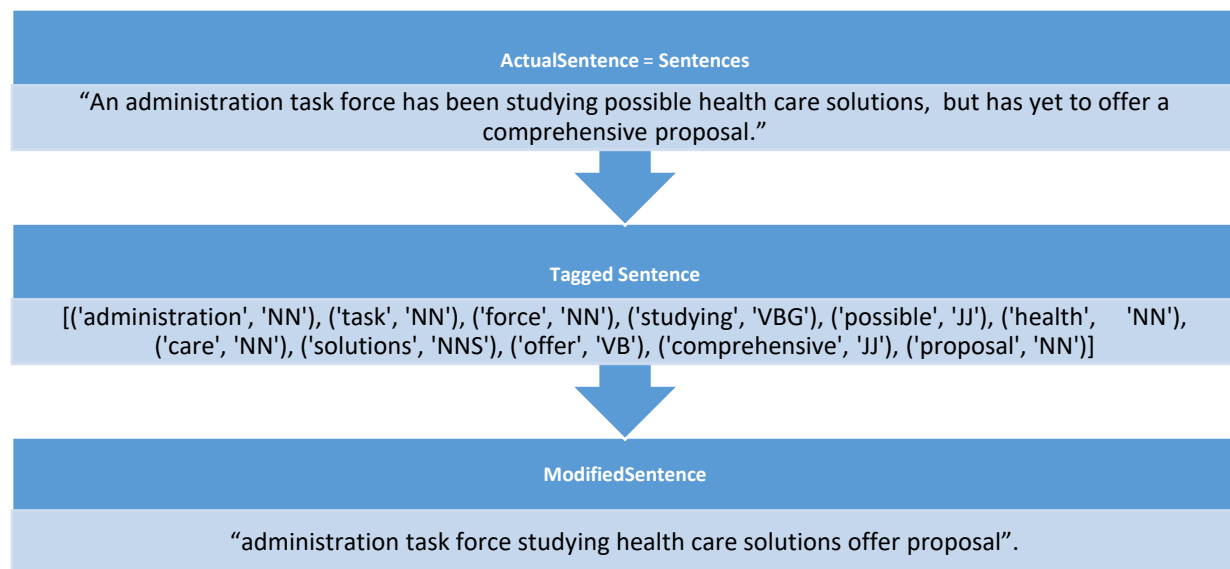 ActualSentence = Sentences
“An administration task force has been studying possible health care solutions, but has yet to offer a
comprehensive proposal.”
Tagged Sentence
[('administration', 'NN'), ('task', 'NN'), ('force', 'NN'), ('studying', 'VBG'), ('possible', 'JJ'), ('health', 'NN'),
('care', 'NN'), ('solutions', 'NNS'), ('offer', 'VB'), ('comprehensive', 'JJ'), ('proposal', 'NN')]
ModifiedSentence
“administration task force studying health care solutions offer proposal”.